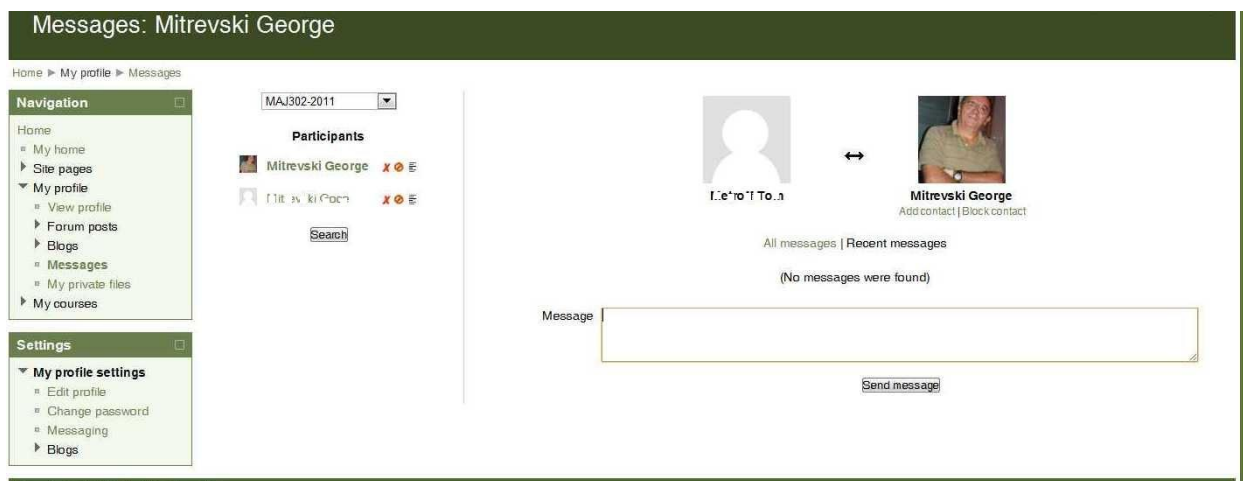 Messages: Mitrevski George
Home ► My profile ► Messages
Navigation
Home
My home
Site pages
My profile
View profile
Forum posts
Blogs
Messages
My private files
My courses
Settings
My profile settings
Edit profile
Change password
Messaging
Blogs
MAJ302-2011
Participants
Mitrevski George
Search
Mitrevski George
Add contact | Block contact
All messages | Recent messages
(No messages were found)
Message
Send message